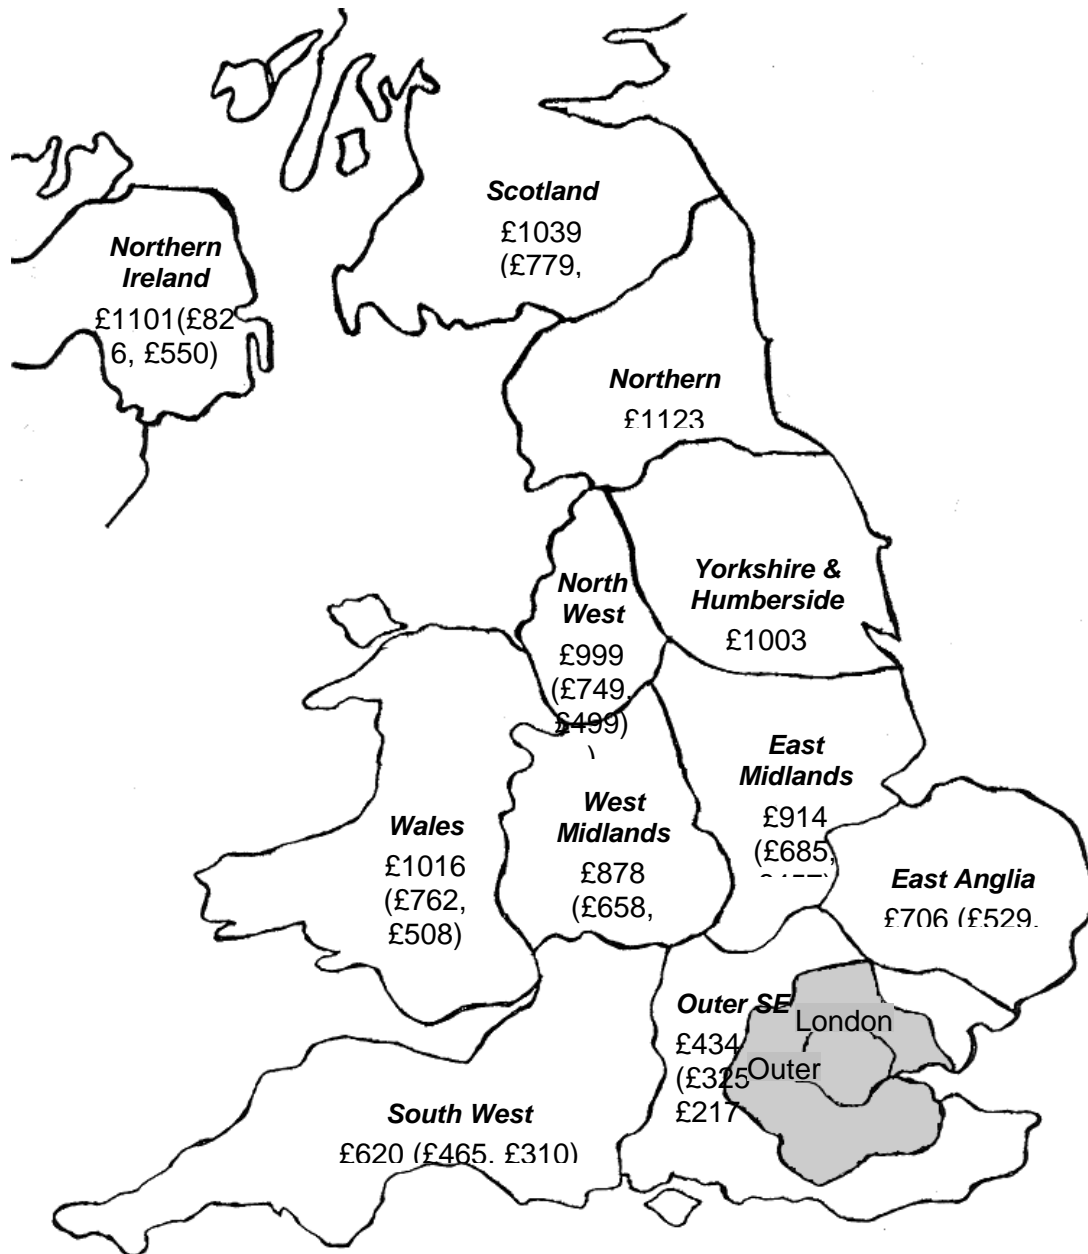 Scotland
£1039
(£779,
Northern
Ireland
£1101(£82
6, £550)
Northern
£1123
North
West
£999
(£749,
£499)
)
Yorkshire &
Humberside
£1003
East
Midlands
£914
(£685,
West
Midlands
£878
(£658,
Wales
£1016
(£762,
£508)
East Anglia
£706 (£529,
Outer SE
£434
(£325
£217
London
Outer
South West
£620 (£465, £310)